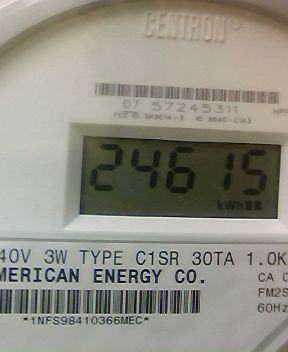 CENTRON®
07 57245311
24615
kWh
40V 3W TYPE C1SR 30TA 1.0K
MERICAN ENERGY CO.
CA
FM2S
60Hz
*1NFS98410366MEC*